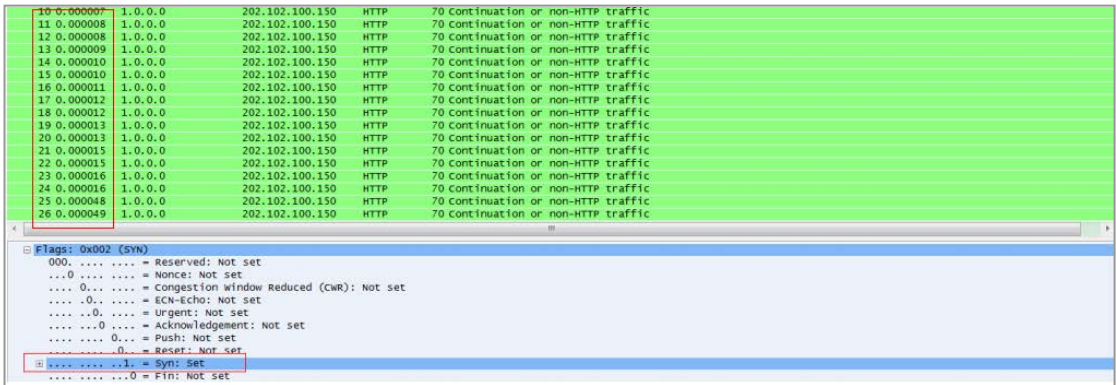 10 0.000007 1.0.0.0 202.102.100.150 HTTP 70 Continuation or non-HTTP traffic
11 0.000008 1.0.0.0 202.102.100.150 HTTP 70 Continuation or non-HTTP traffic
12 0.000008 1.0.0.0 202.102.100.150 HTTP 70 Continuation or non-HTTP traffic
13 0.000009 1.0.0.0 202.102.100.150 HTTP 70 Continuation or non-HTTP traffic
14 0.000010 1.0.0.0 202.102.100.150 HTTP 70 Continuation or non-HTTP traffic
15 0.000010 1.0.0.0 202.102.100.150 HTTP 70 Continuation or non-HTTP traffic
16 0.000011 1.0.0.0 202.102.100.150 HTTP 70 Continuation or non-HTTP traffic
17 0.000012 1.0.0.0 202.102.100.150 HTTP 70 Continuation or non-HTTP traffic
18 0.000012 1.0.0.0 202.102.100.150 HTTP 70 Continuation or non-HTTP traffic
19 0.000013 1.0.0.0 202.102.100.150 HTTP 70 Continuation or non-HTTP traffic
20 0.000013 1.0.0.0 202.102.100.150 HTTP 70 Continuation or non-HTTP traffic
21 0.000015 1.0.0.0 202.102.100.150 HTTP 70 Continuation or non-HTTP traffic
22 0.000015 1.0.0.0 202.102.100.150 HTTP 70 Continuation or non-HTTP traffic
23 0.000016 1.0.0.0 202.102.100.150 HTTP 70 Continuation or non-HTTP traffic
24 0.000016 1.0.0.0 202.102.100.150 HTTP 70 Continuation or non-HTTP traffic
25 0.000048 1.0.0.0 202.102.100.150 HTTP 70 Continuation or non-HTTP traffic
26 0.000049 1.0.0.0 202.102.100.150 HTTP 70 Continuation or non-HTTP traffic
Flags: 0x002 (SYN)
000. .... .... = Reserved: Not set
...0 .... .... = Nonce: Not set
.... 0... .... = Congestion Window Reduced (CWR): Not set
.... .0.. .... = ECN-Echo: Not set
.... ..0. .... = Urgent: Not set
.... ...0 .... = Acknowledgement: Not set
.... .... 0... = Push: Not set
.... .... .0.. = Reset: Not set
.... .... ..1. = Syn: Set
.... .... ...0 = Fin: Not set